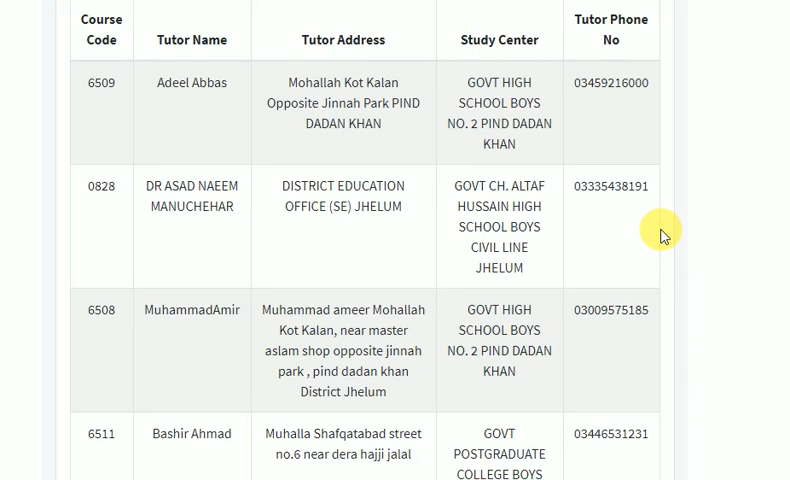 Course Code
Tutor Name
Tutor Address
Study Center
Tutor Phone No
6509
Adeel Abbas
Mohallah Kot Kalan
Opposite Jinnah Park PIND
DADAN KHAN
GOVT HIGH
SCHOOL BOYS
NO. 2 PIND DADAN
KHAN
03459216000
0828
DR ASAD NAEEM
MANUCHEHAR
DISTRICT EDUCATION
OFFICE (SE) JHELUM
GOVT CH. ALTAF
HUSSAIN HIGH
SCHOOL BOYS
CIVIL LINE
JHELUM
03335438191
6508
MuhammadAmir
Muhammad ameer Mohallah
Kot Kalan, near master
aslam shop opposite jinnah
park , pind dadan khan
District Jhelum
GOVT HIGH
SCHOOL BOYS
NO. 2 PIND DADAN
KHAN
03009575185
6511
Bashir Ahmad
Muhalla Shafqatabad street
no.6 near dera hajji jalal
GOVT
POSTGRADUATE
COLLEGE BOYS
03446531231